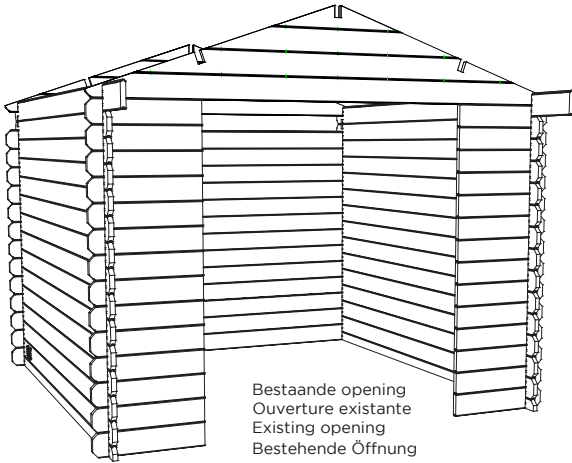 Bestaande opening
Ouverture existante
Existing opening
Bestehende Öffnung